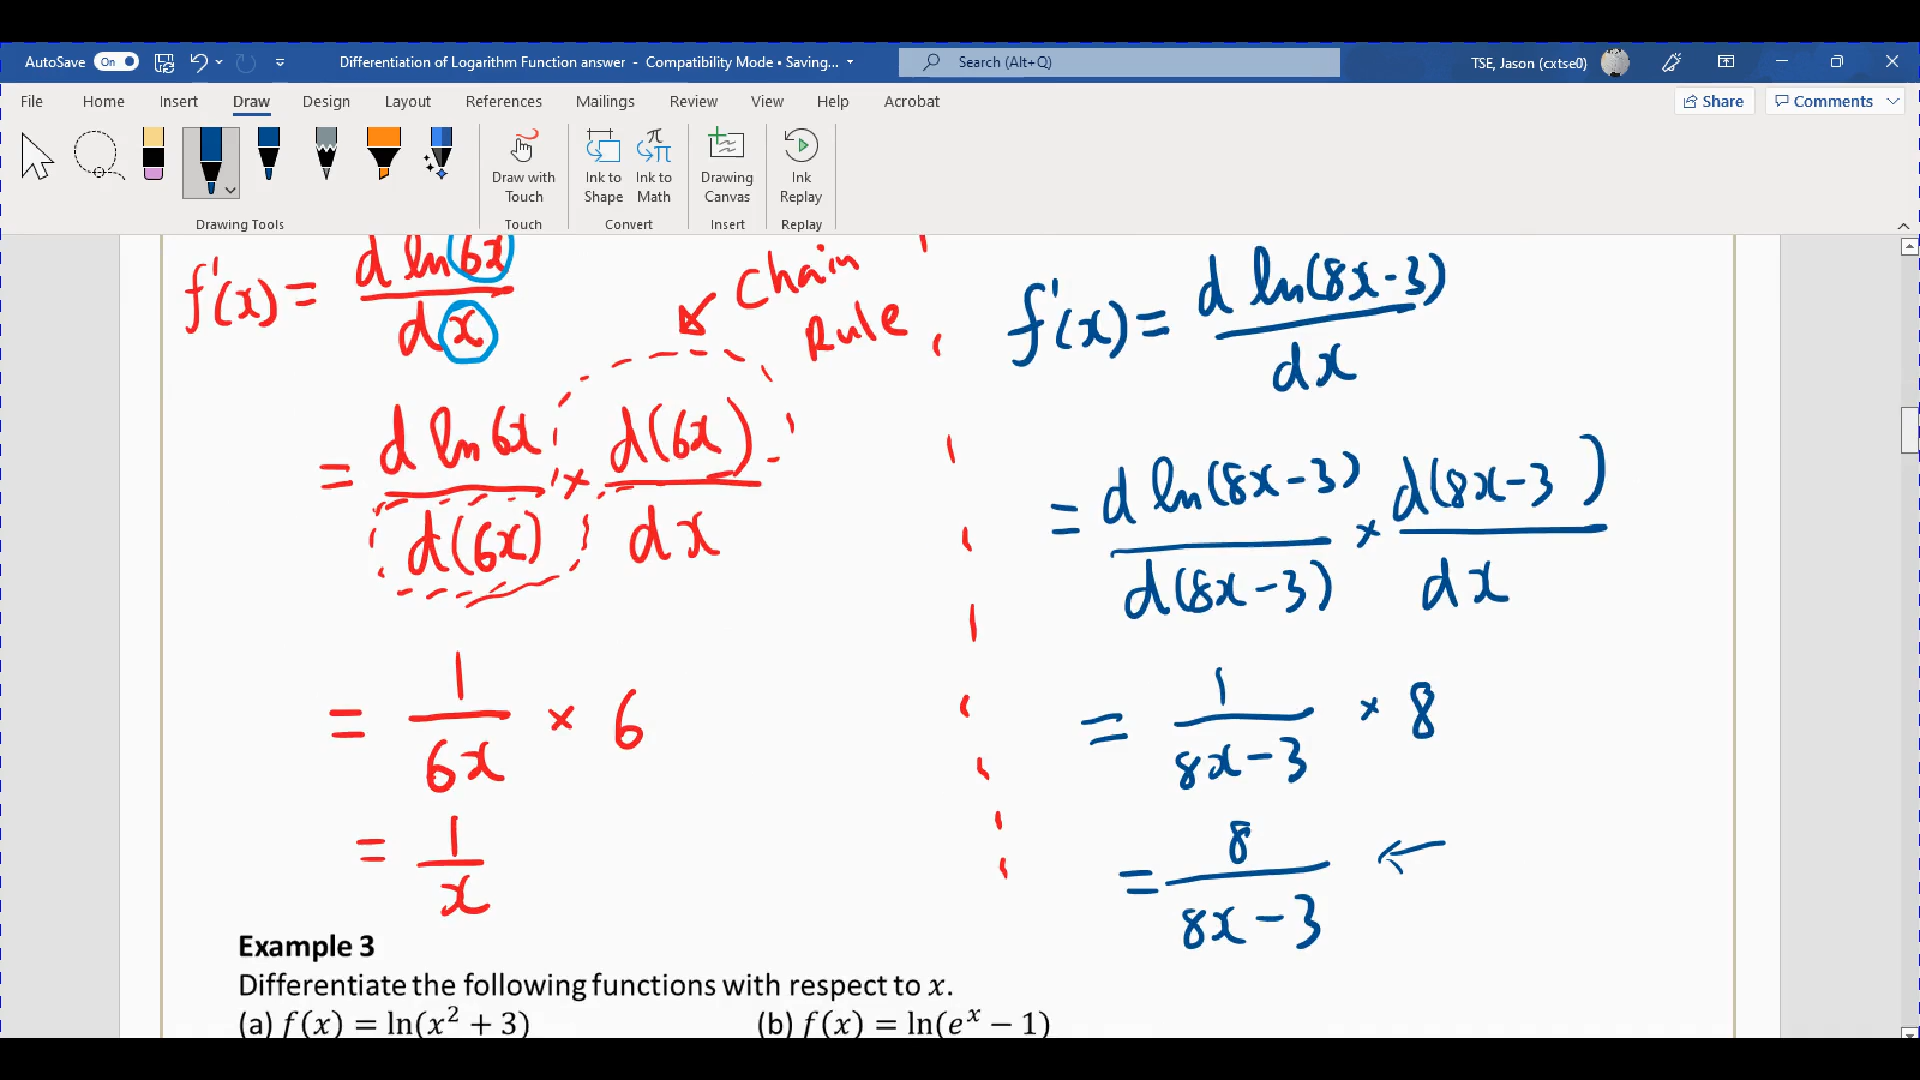 AutoSave On Differentiation of Logarithm Function answer - Compatibility Mode • Saving... Search (Alt+Q) TSE, Jason (cxtse0)
File Home Insert Draw Design Layout References Mailings Review View Help Acrobat Share Comments
Draw with Touch
Ink to Shape
Ink to Math
Drawing Canvas
Ink Replay
Drawing Tools Touch Convert Insert Replay
f'(x) = d ln 6x / dx
Chain Rule
= d ln 6x / d(6x) × d(6x) / dx
= 1 / 6x × 6
= 1 / x
f'(x) = d ln(8x-3) / dx
= d ln(8x-3) / d(8x-3) × d(8x-3) / dx
= 1 / 8x-3 × 8
= 8 / 8x-3 ←
Example 3
Differentiate the following functions with respect to x.
(a) f(x) = ln(x² + 3) (b) f(x) = ln(eˣ − 1)